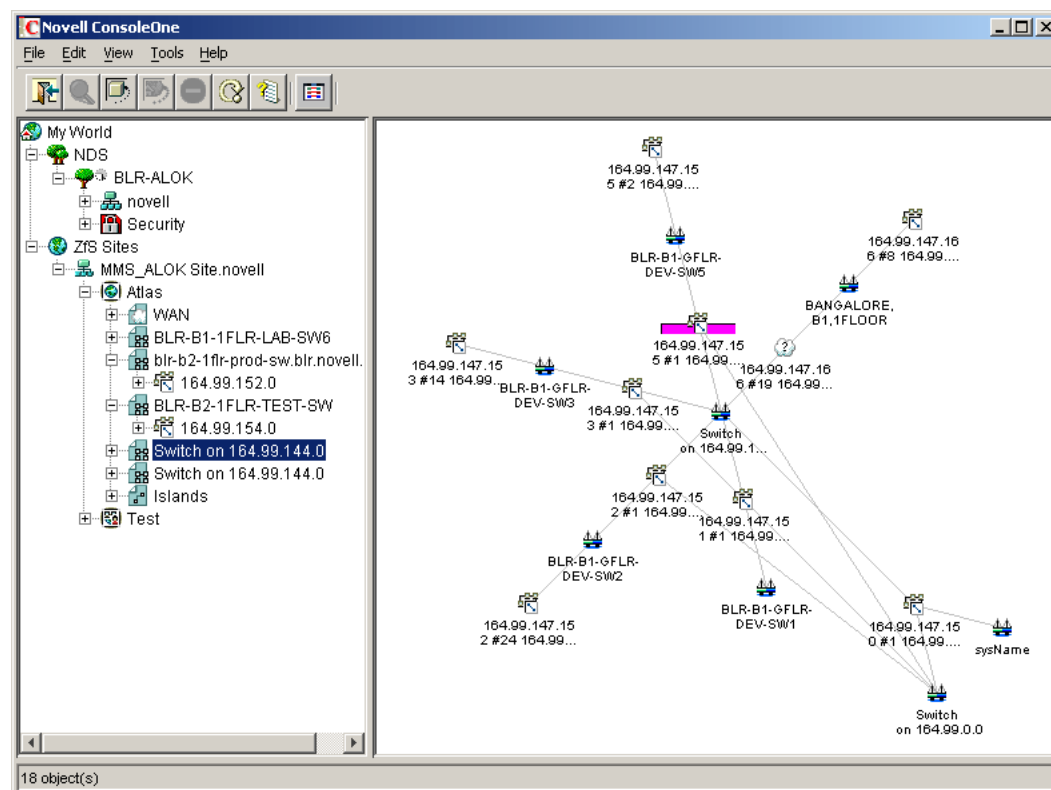 Novell ConsoleOne
File Edit View Tools Help
My World
NDS
BLR-ALOK
novell
Security
ZfS Sites
MMS_ALOK Site.novell
Atlas
WAN
BLR-B1-1FLR-LAB-SW6
blr-b2-1flr-prod-sw.blr.novell.
164.99.152.0
BLR-B2-1FLR-TEST-SW
164.99.154.0
Switch on 164.99.144.0
Switch on 164.99.144.0
Islands
Test
164.99.147.15
5 #2 164.99....
BLR-B1-GFLR-
DEV-SW5
164.99.147.16
6 #8 164.99....
BANGALORE,
B1,1FLOOR
164.99.147.15
5 #1 164.99....
164.99.147.16
6 #19 164.99....
164.99.147.15
3 #14 164.99...
BLR-B1-GFLR-
DEV-SW3
164.99.147.15
3 #1 164.99....
Switch
on 164.99.1...
164.99.147.15
2 #1 164.99....
164.99.147.15
1 #1 164.99....
BLR-B1-GFLR-
DEV-SW2
BLR-B1-GFLR-
DEV-SW1
164.99.147.15
2 #24 164.99...
164.99.147.15
0 #1 164.99....
sysName
Switch
on 164.99.0.0
18 object(s)